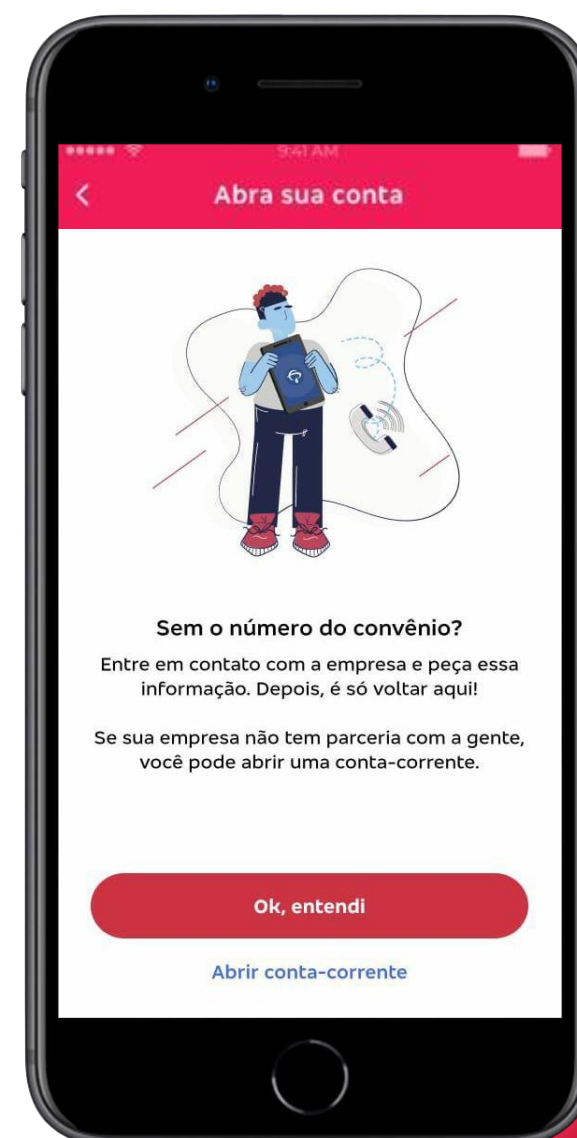 9:41 AM
Abra sua conta
Sem o número do convênio?
Entre em contato com a empresa e peça essa
informação. Depois, é só voltar aqui!
Se sua empresa não tem parceria com a gente,
você pode abrir uma conta-corrente.
Ok, entendi
Abrir conta-corrente